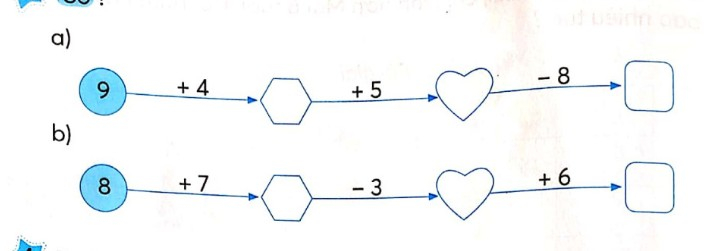 a)
9 + 4 + 5 - 8
b)
8 + 7 - 3 + 6